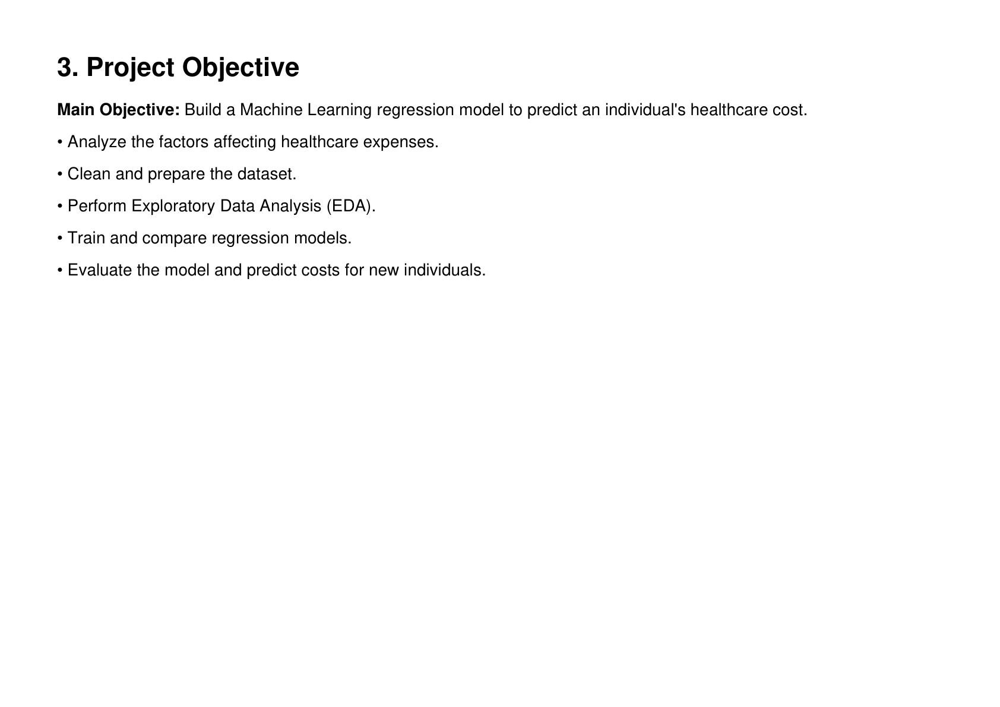 3. Project Objective
Main Objective: Build a Machine Learning regression model to predict an individual's healthcare cost.
• Analyze the factors affecting healthcare expenses.
• Clean and prepare the dataset.
• Perform Exploratory Data Analysis (EDA).
• Train and compare regression models.
• Evaluate the model and predict costs for new individuals.